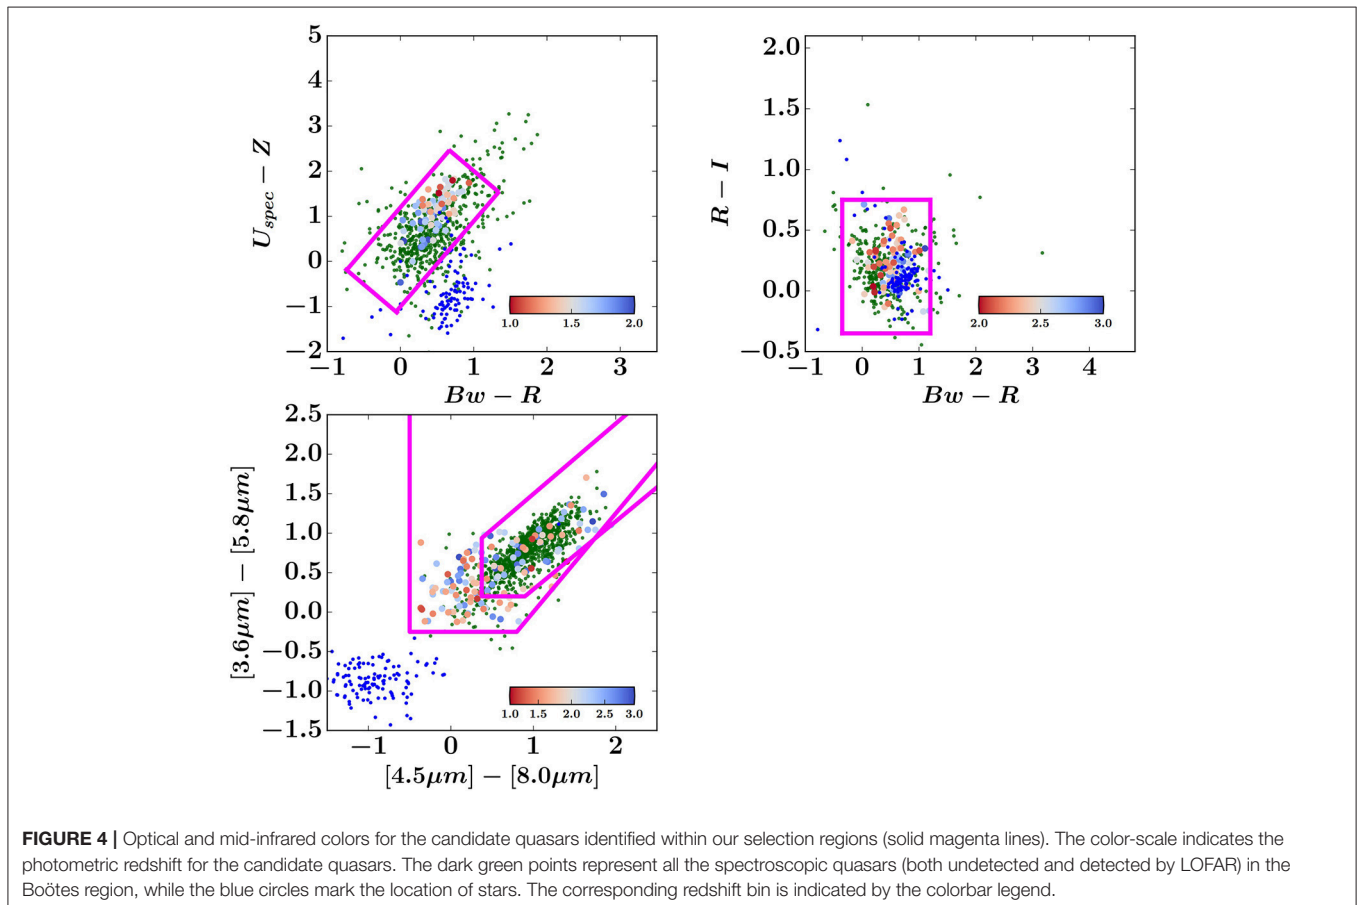 5
4
3
2
1
0
−1
−2
U_spec − Z
−1 0 1 2 3
Bw − R
1.0 1.5 2.0
2.0
1.5
1.0
0.5
0.0
−0.5
R − I
−1 0 1 2 3 4
Bw − R
2.0 2.5 3.0
2.5
2.0
1.5
1.0
0.5
0.0
−0.5
−1.0
−1.5
[3.6μm] − [5.8μm]
−1 0 1 2
[4.5μm] − [8.0μm]
1.0 1.5 2.0 2.5 3.0
FIGURE 4 | Optical and mid-infrared colors for the candidate quasars identified within our selection regions (solid magenta lines). The color-scale indicates the
photometric redshift for the candidate quasars. The dark green points represent all the spectroscopic quasars (both undetected and detected by LOFAR) in the
Boötes region, while the blue circles mark the location of stars. The corresponding redshift bin is indicated by the colorbar legend.